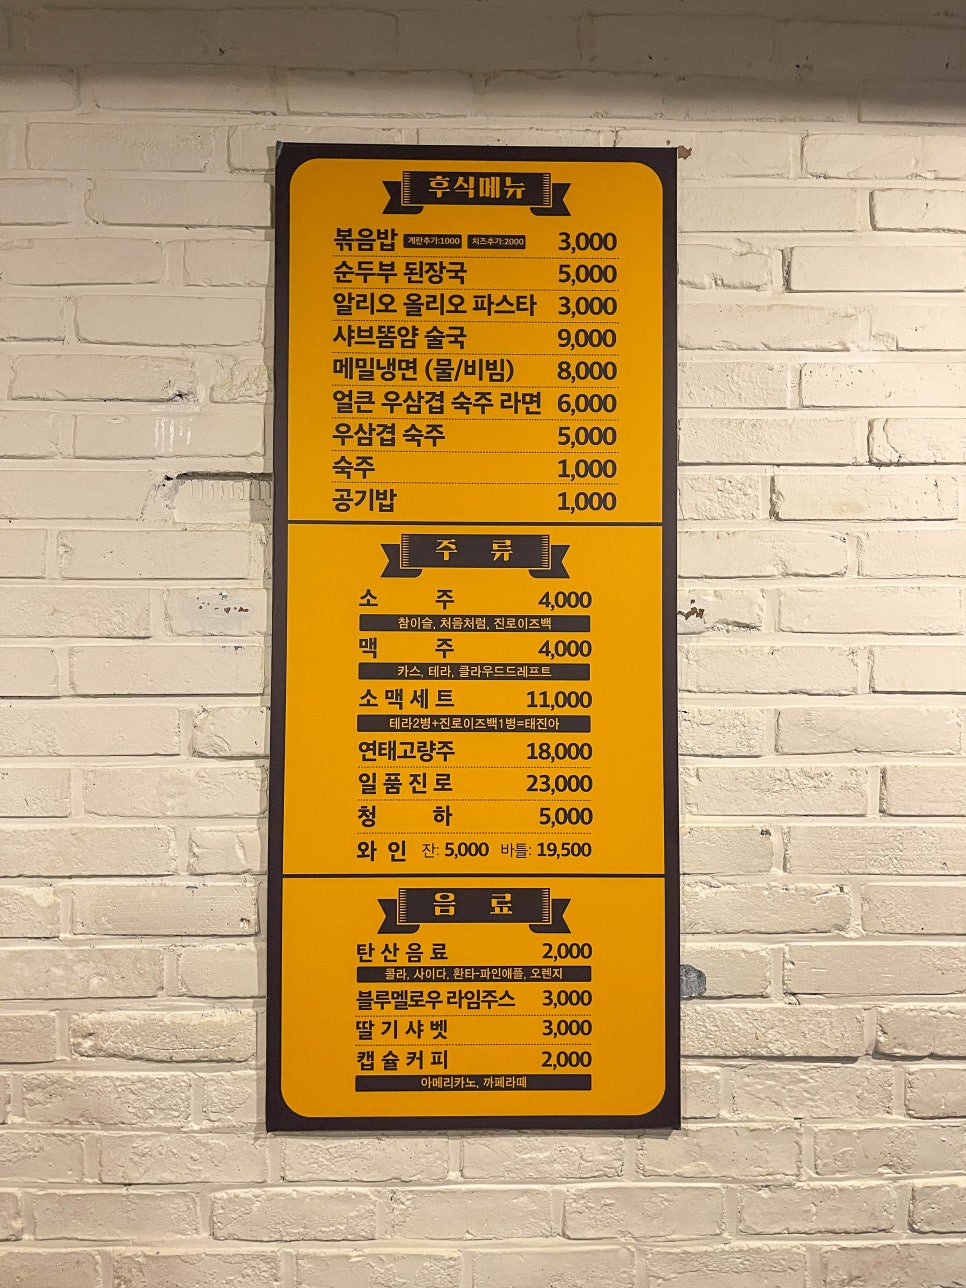 후식메뉴
볶음밥 계란추가:1000 치즈추가:2000 3,000
순두부 된장국 5,000
알리오 올리오 파스타 3,000
샤브똠얌 술국 9,000
메밀냉면 (물/비빔) 8,000
얼큰 우삼겹 숙주 라면 6,000
우삼겹 숙주 5,000
숙주 1,000
공기밥 1,000
주 류
소 주 4,000
참이슬, 처음처럼, 진로이즈백
맥 주 4,000
카스, 테라, 클라우드드레프트
소맥세트 11,000
테라2병+진로이즈백1병=태진아
연태고량주 18,000
일품진로 23,000
청 하 5,000
와 인 잔: 5,000 바틀: 19,500
음 료
탄산음료 2,000
콜라, 사이다, 환타-파인애플, 오렌지
블루멜로우 라임주스 3,000
딸기샤벳 3,000
캡슐커피 2,000
아메리카노, 까페라떼